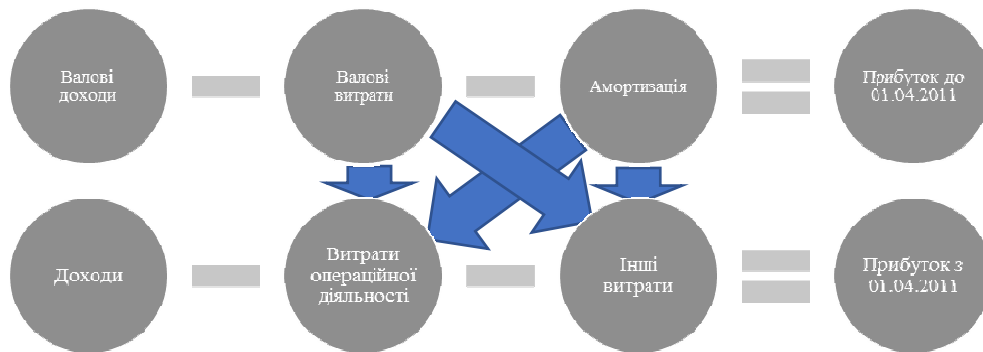 Валові
доходи
Валові
витрати
Амортизація
Прибуток до
01.04.2011
Доходи
Витрати
операційної
діяльності
Інші
витрати
Прибуток з
01.04.2011